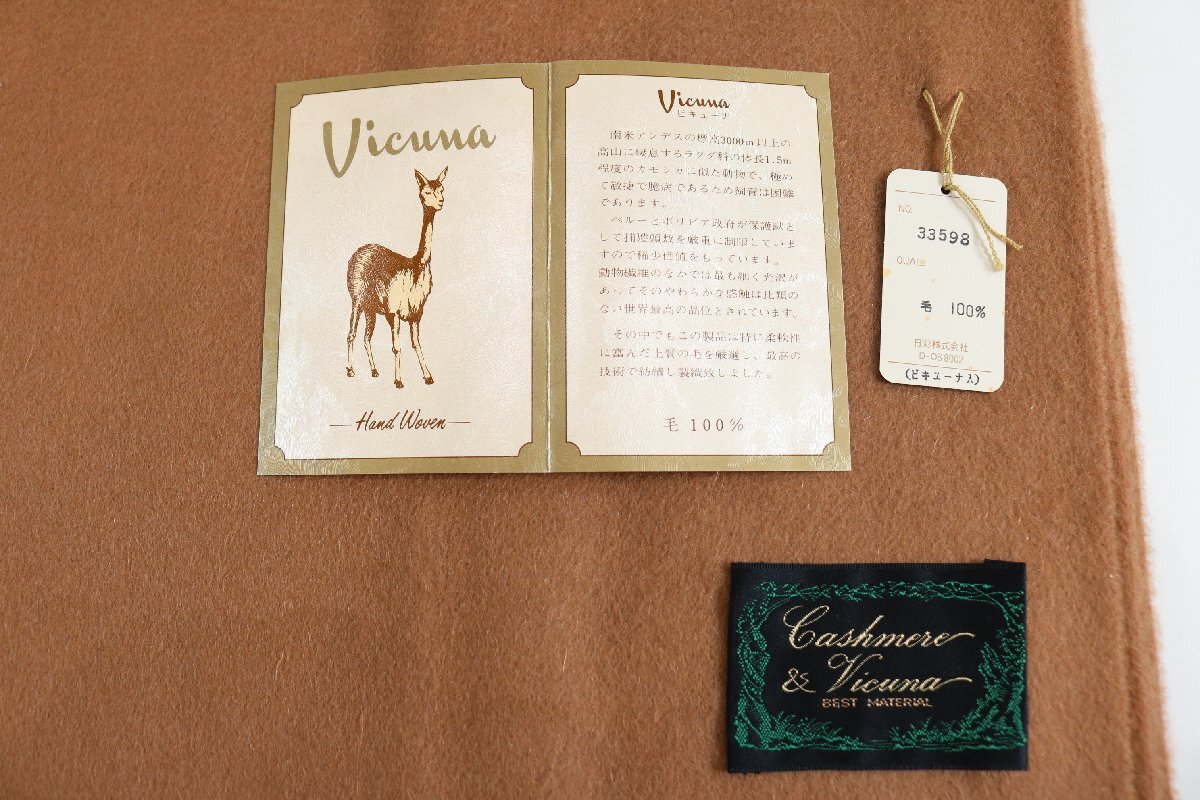 Vicuna
Hand Woven
Vicuna
ビキューナ
南米アンデスの標高3000m以上の
高山に棲息するラクダ科の体長1.5m
程度のカモシカに似た動物で、極め
て敏捷で臆病であるため飼育は困難
であります。
ペルーとボリビア政府が保護獣と
して捕獲頭数を厳重に制限していま
すので稀少価値をもっています。
動物繊維のなかでは最も細く光沢が
あってそのやわらかな感触は比類の
ない世界最高の品位とされています。
その中でもこの製品は特に柔軟性
に富んだ上質の毛を厳選し、最高の
技術で紡績し製織致しました。
毛 100%
NO.
33598
毛 100%
日彩株式会社
D-DS8002
(ビキューナ入)
Cashmere
& Vicuna
BEST MATERIAL